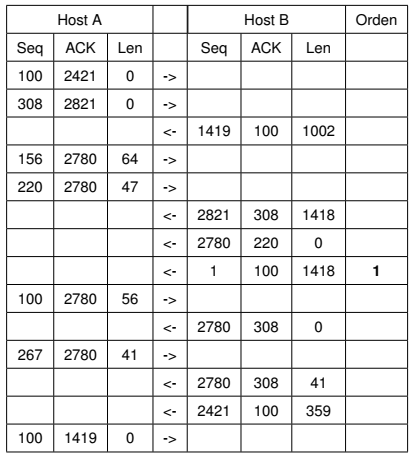 Host A Host B Orden
Seq ACK Len Seq ACK Len
100 2421 0 ->
308 2821 0 ->
<- 1419 100 1002
156 2780 64 ->
220 2780 47 ->
<- 2821 308 1418
<- 2780 220 0
<- 1 100 1418 1
100 2780 56 ->
<- 2780 308 0
267 2780 41 ->
<- 2780 308 41
<- 2421 100 359
100 1419 0 ->